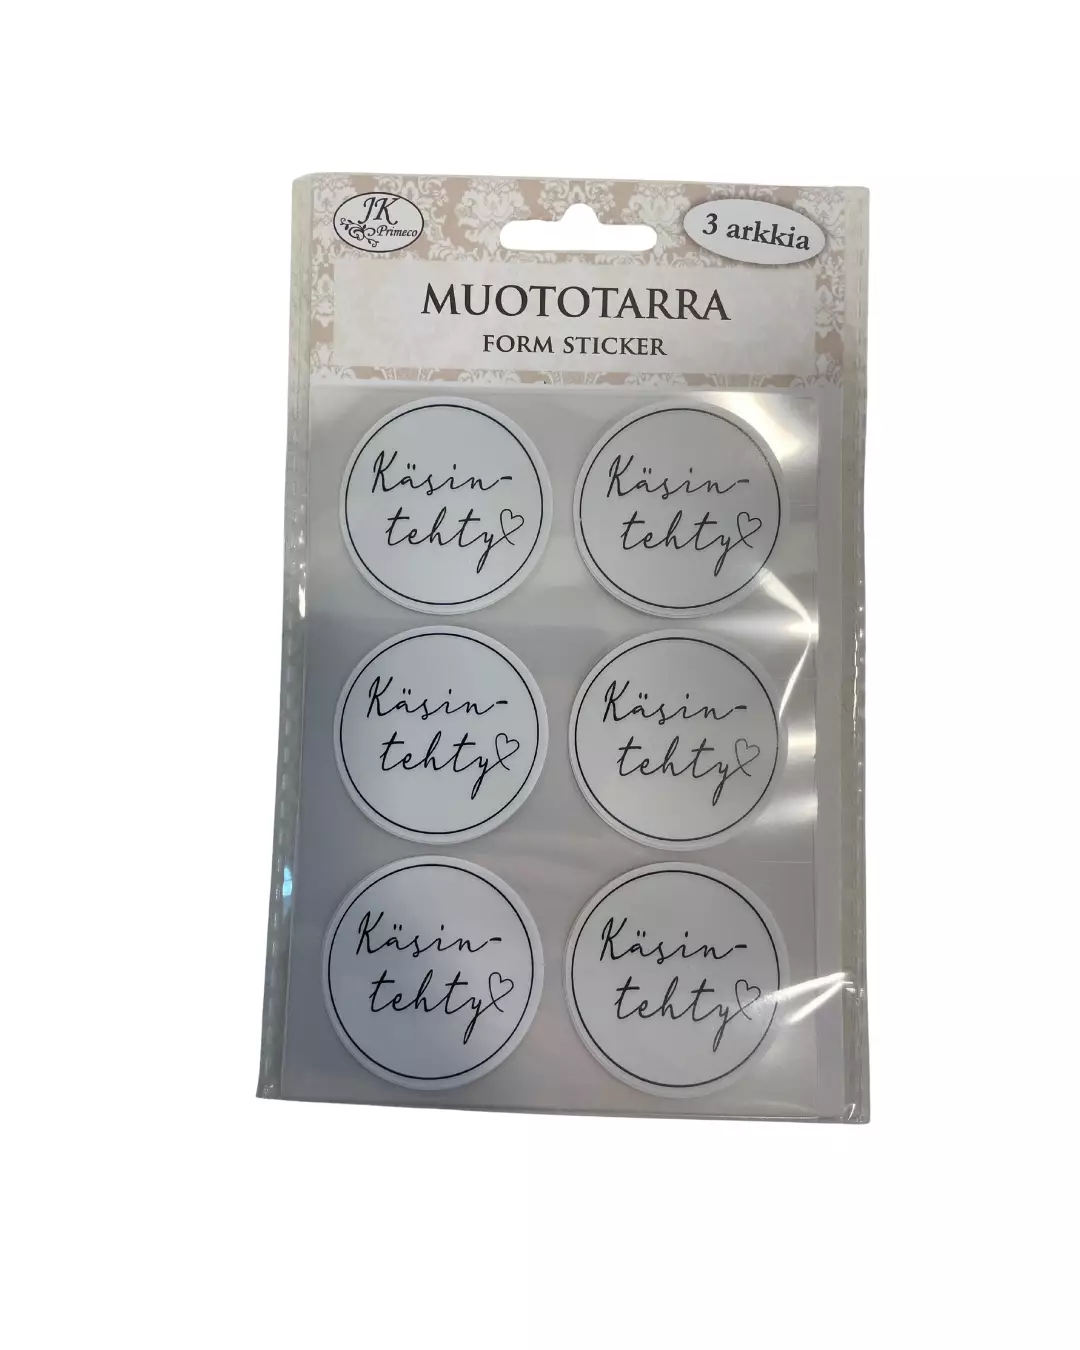 JK
Primeco
3 arkkia
MUOTOTARRA
FORM STICKER
Käsin-
tehty
Käsin-
tehty
Käsin-
tehty
Käsin-
tehty
Käsin-
tehty
Käsin-
tehty